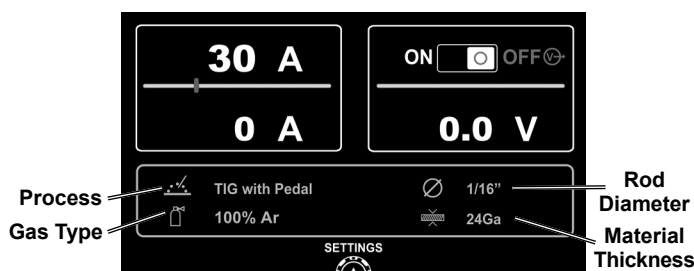 30 A
ON OFF V
0 A
0.0 V
Process
TIG with Pedal
1/16”
Rod
Diameter
Gas Type
100% Ar
24Ga
Material
Thickness
SETTINGS